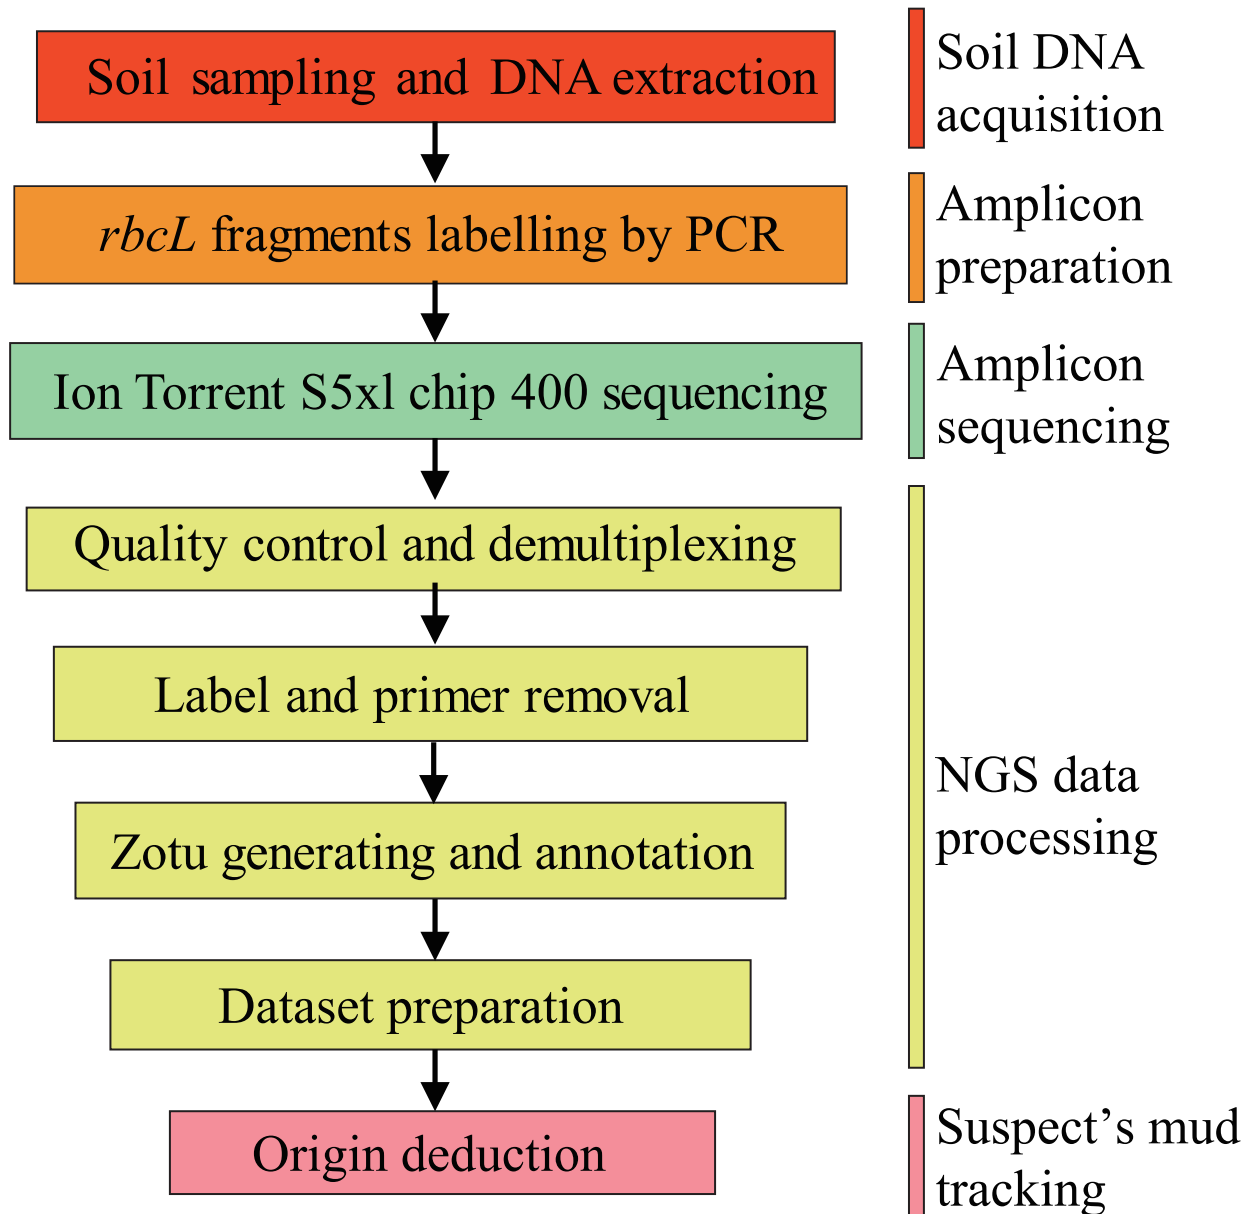 Soil sampling and DNA extraction
Soil DNA
acquisition
rbcL fragments labelling by PCR
Amplicon
preparation
Ion Torrent S5xl chip 400 sequencing
Amplicon
sequencing
Quality control and demultiplexing
Label and primer removal
Zotu generating and annotation
Dataset preparation
NGS data
processing
Origin deduction
Suspect’s mud
tracking